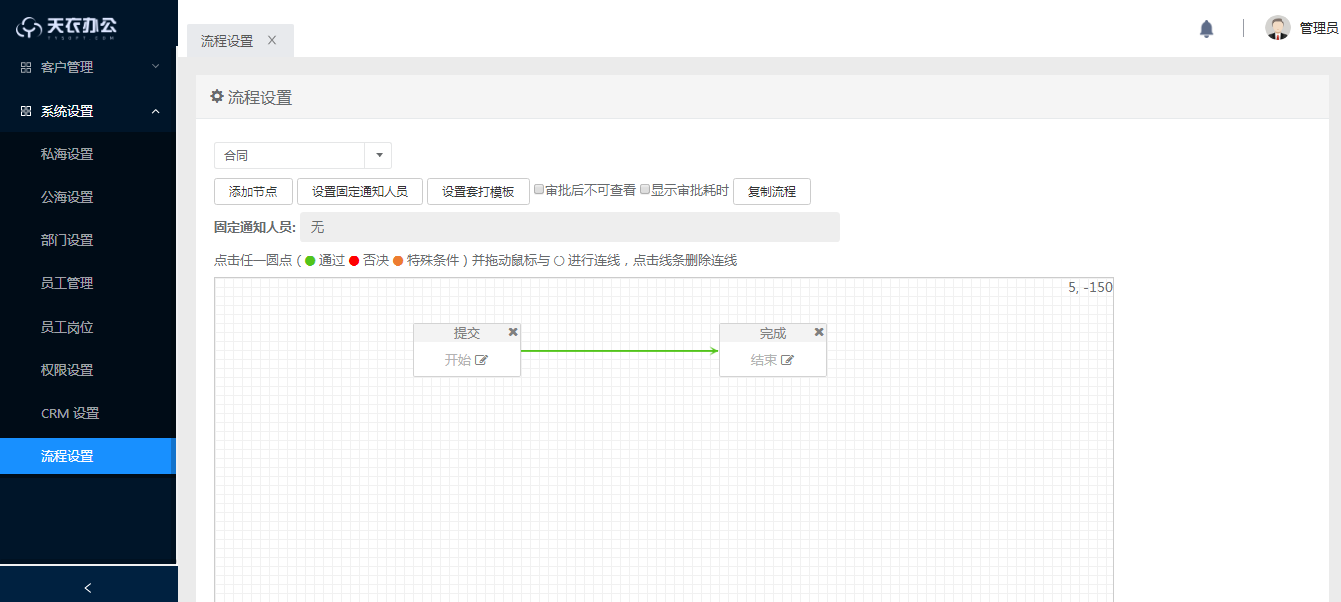 天衣办公
TYSOFT.COM
流程设置
管理员
客户管理
系统设置
私海设置
公海设置
部门设置
员工管理
员工岗位
权限设置
CRM 设置
流程设置
流程设置
合同
添加节点 设置固定通知人员 设置套打模板 审批后不可查看 显示审批耗时 复制流程
固定通知人员: 无
点击任一圆点 ( 通过 否决 特殊条件 ) 并拖动鼠标与 进行连线，点击线条删除连线
5, -150
提交
开始
完成
结束